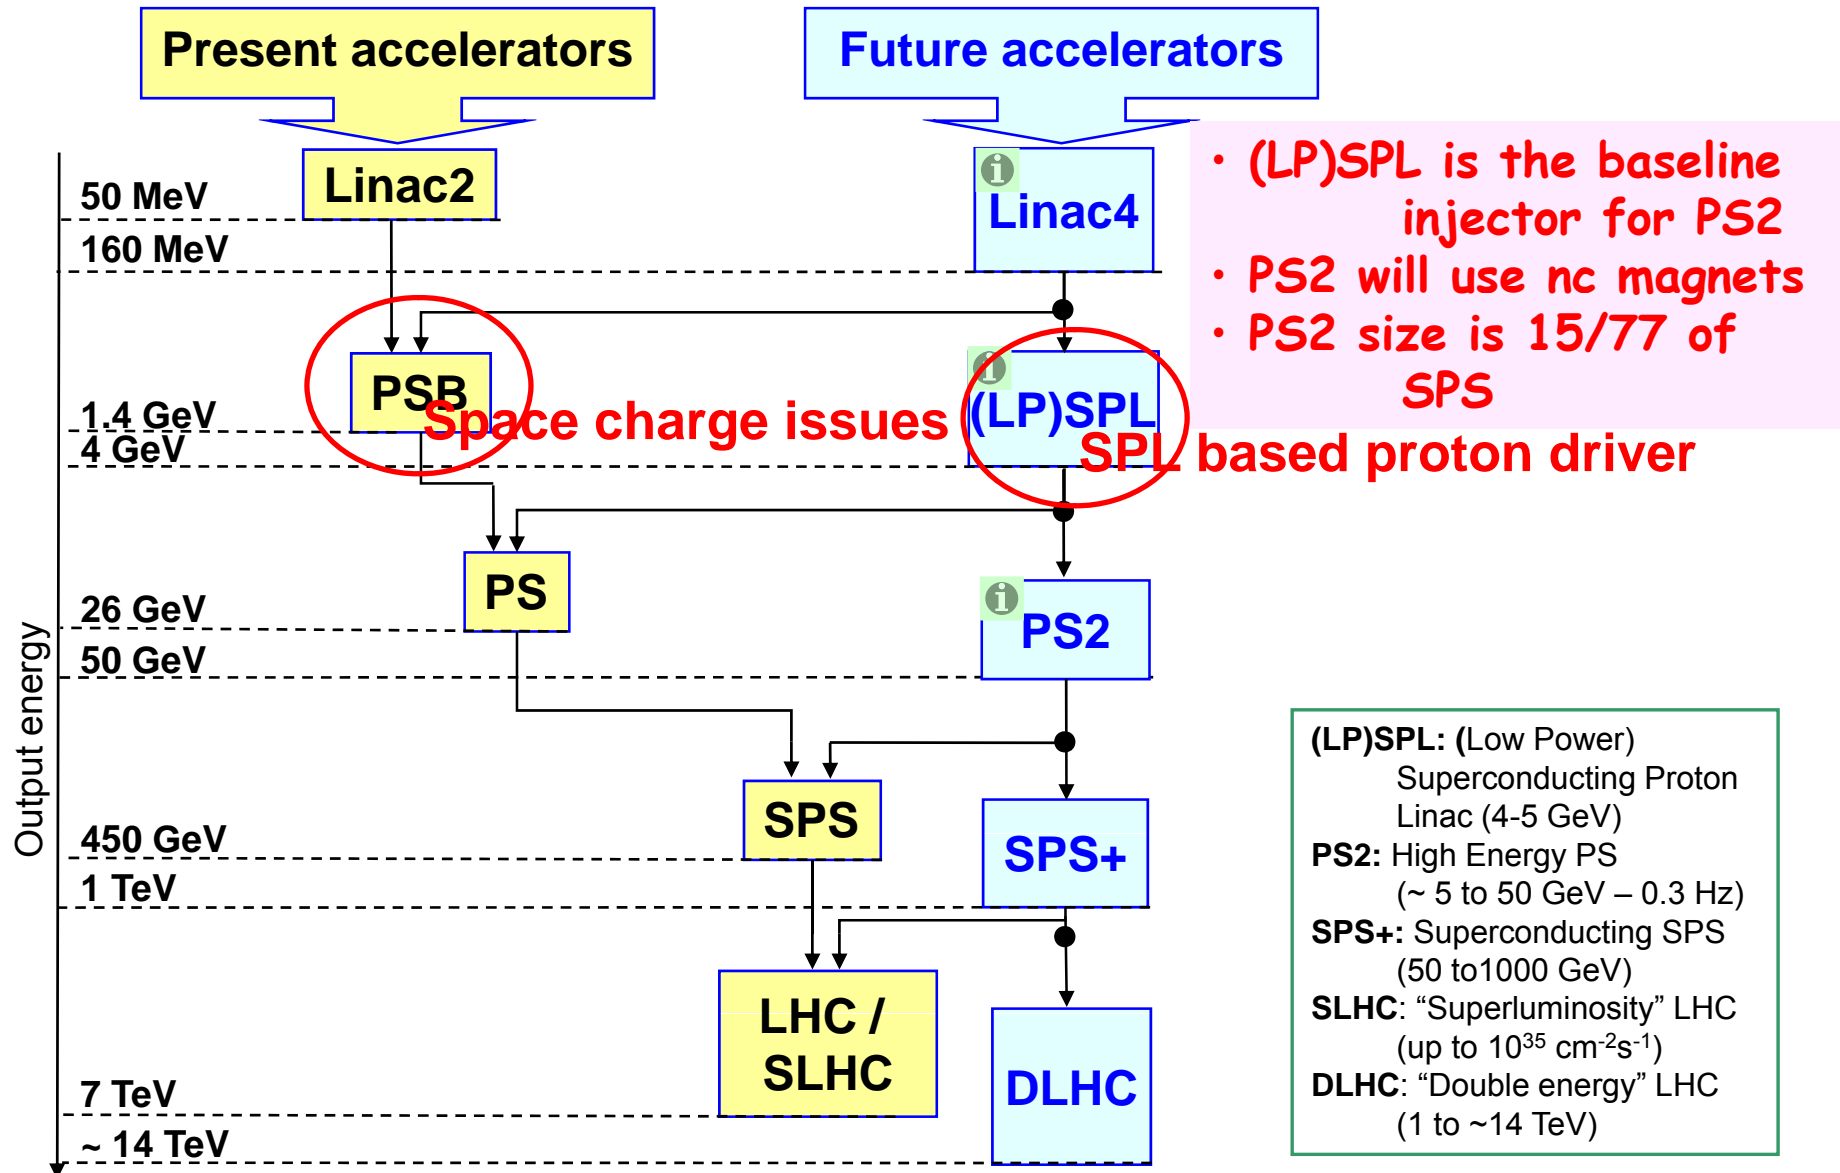 Present accelerators
Future accelerators
Linac2
Linac4
50 MeV
160 MeV
• (LP)SPL is the baseline
injector for PS2
• PS2 will use nc magnets
• PS2 size is 15/77 of
SPS
PSB
(LP)SPL
Space charge issues
SPL based proton driver
1.4 GeV
4 GeV
PS
PS2
26 GeV
50 GeV
Output energy
SPS
SPS+
450 GeV
1 TeV
LHC /
SLHC
DLHC
7 TeV
~ 14 TeV
(LP)SPL: (Low Power)
Superconducting Proton
Linac (4-5 GeV)
PS2: High Energy PS
(~ 5 to 50 GeV – 0.3 Hz)
SPS+: Superconducting SPS
(50 to1000 GeV)
SLHC: “Superluminosity” LHC
(up to 10³⁵ cm⁻²s⁻¹)
DLHC: “Double energy” LHC
(1 to ~14 TeV)